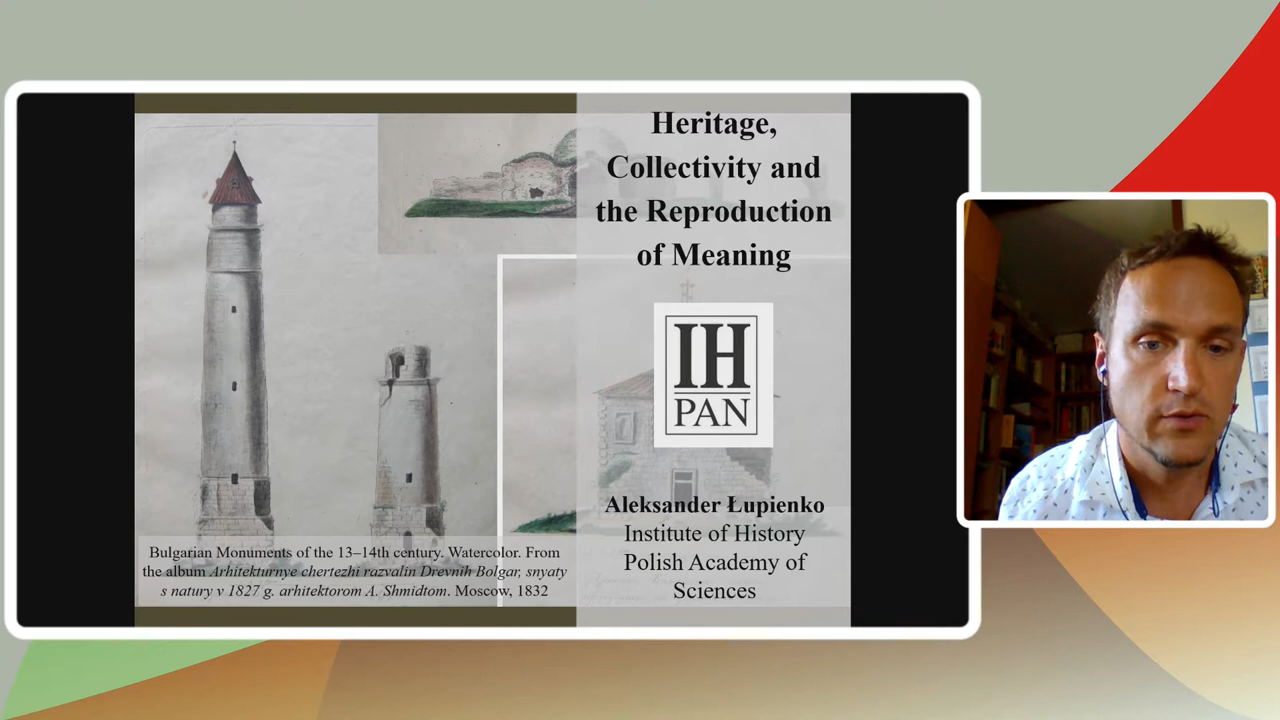 Heritage,
Collectivity and
the Reproduction
of Meaning
IH
PAN
Aleksander Łupienko
Institute of History
Polish Academy of
Sciences
Bulgarian Monuments of the 13–14th century. Watercolor. From
the album Arhitekturnye chertezhi razvalin Drevnih Bolgar, snyaty
s natury v 1827 g. arhitektorom A. Shmidtom. Moscow, 1832